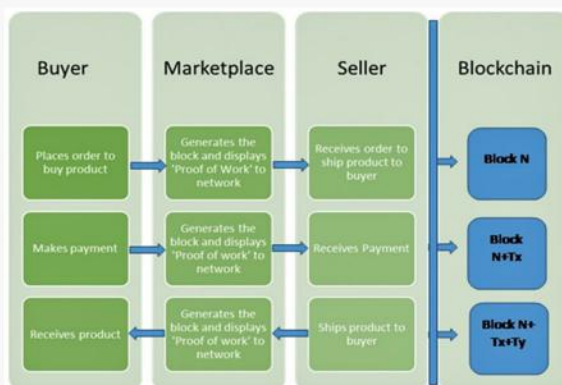 Buyer
Marketplace
Seller
Blockchain
Places order to
buy product
Generates the
block and displays
'Proof of Work' to
network
Receives order to
ship product to
buyer
Block N
Makes payment
Generates the
block and displays
'Proof of work' to
network
Receives Payment
Block
N+Tx
Receives product
Generates the
block and displays
'Proof of work' to
network
Ships product to
buyer
Block N+
Tx+Ty